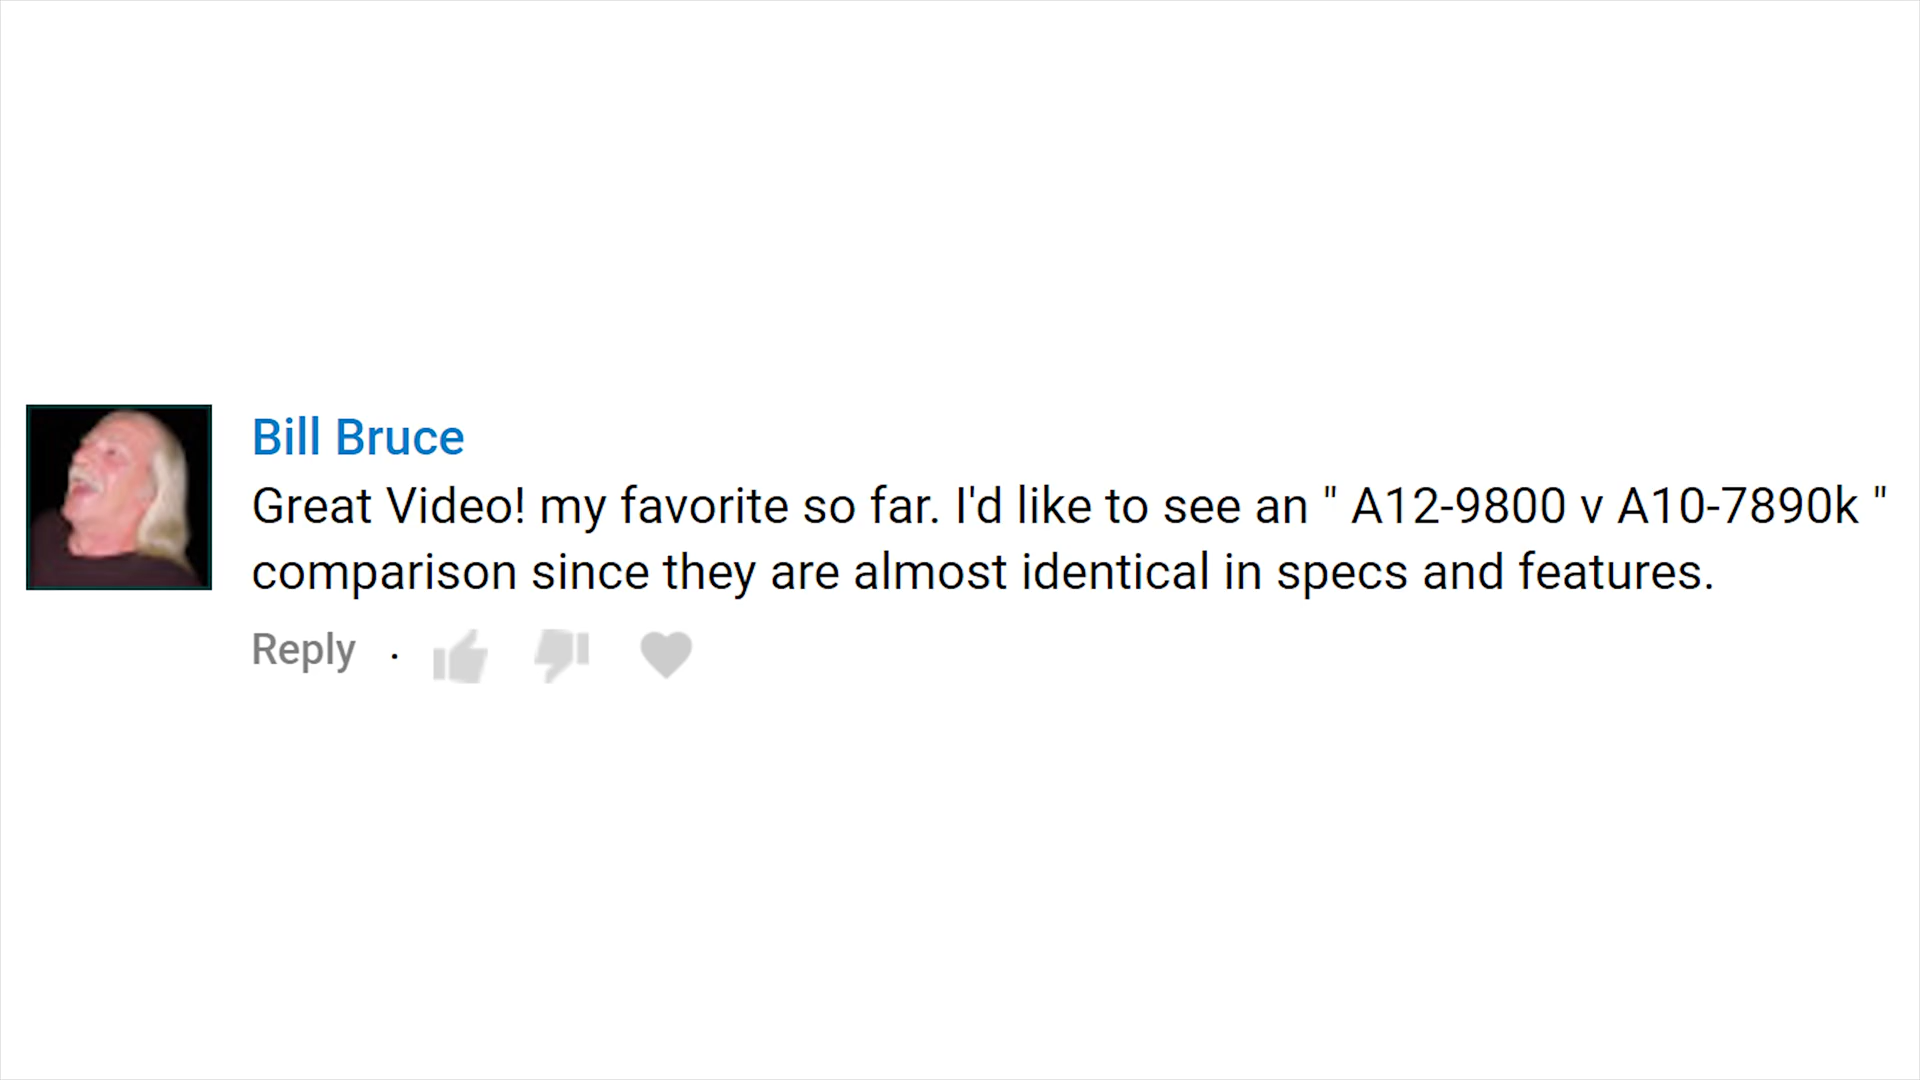 Bill Bruce
Great Video! my favorite so far. I'd like to see an " A12-9800 v A10-7890k "
comparison since they are almost identical in specs and features.
Reply ·